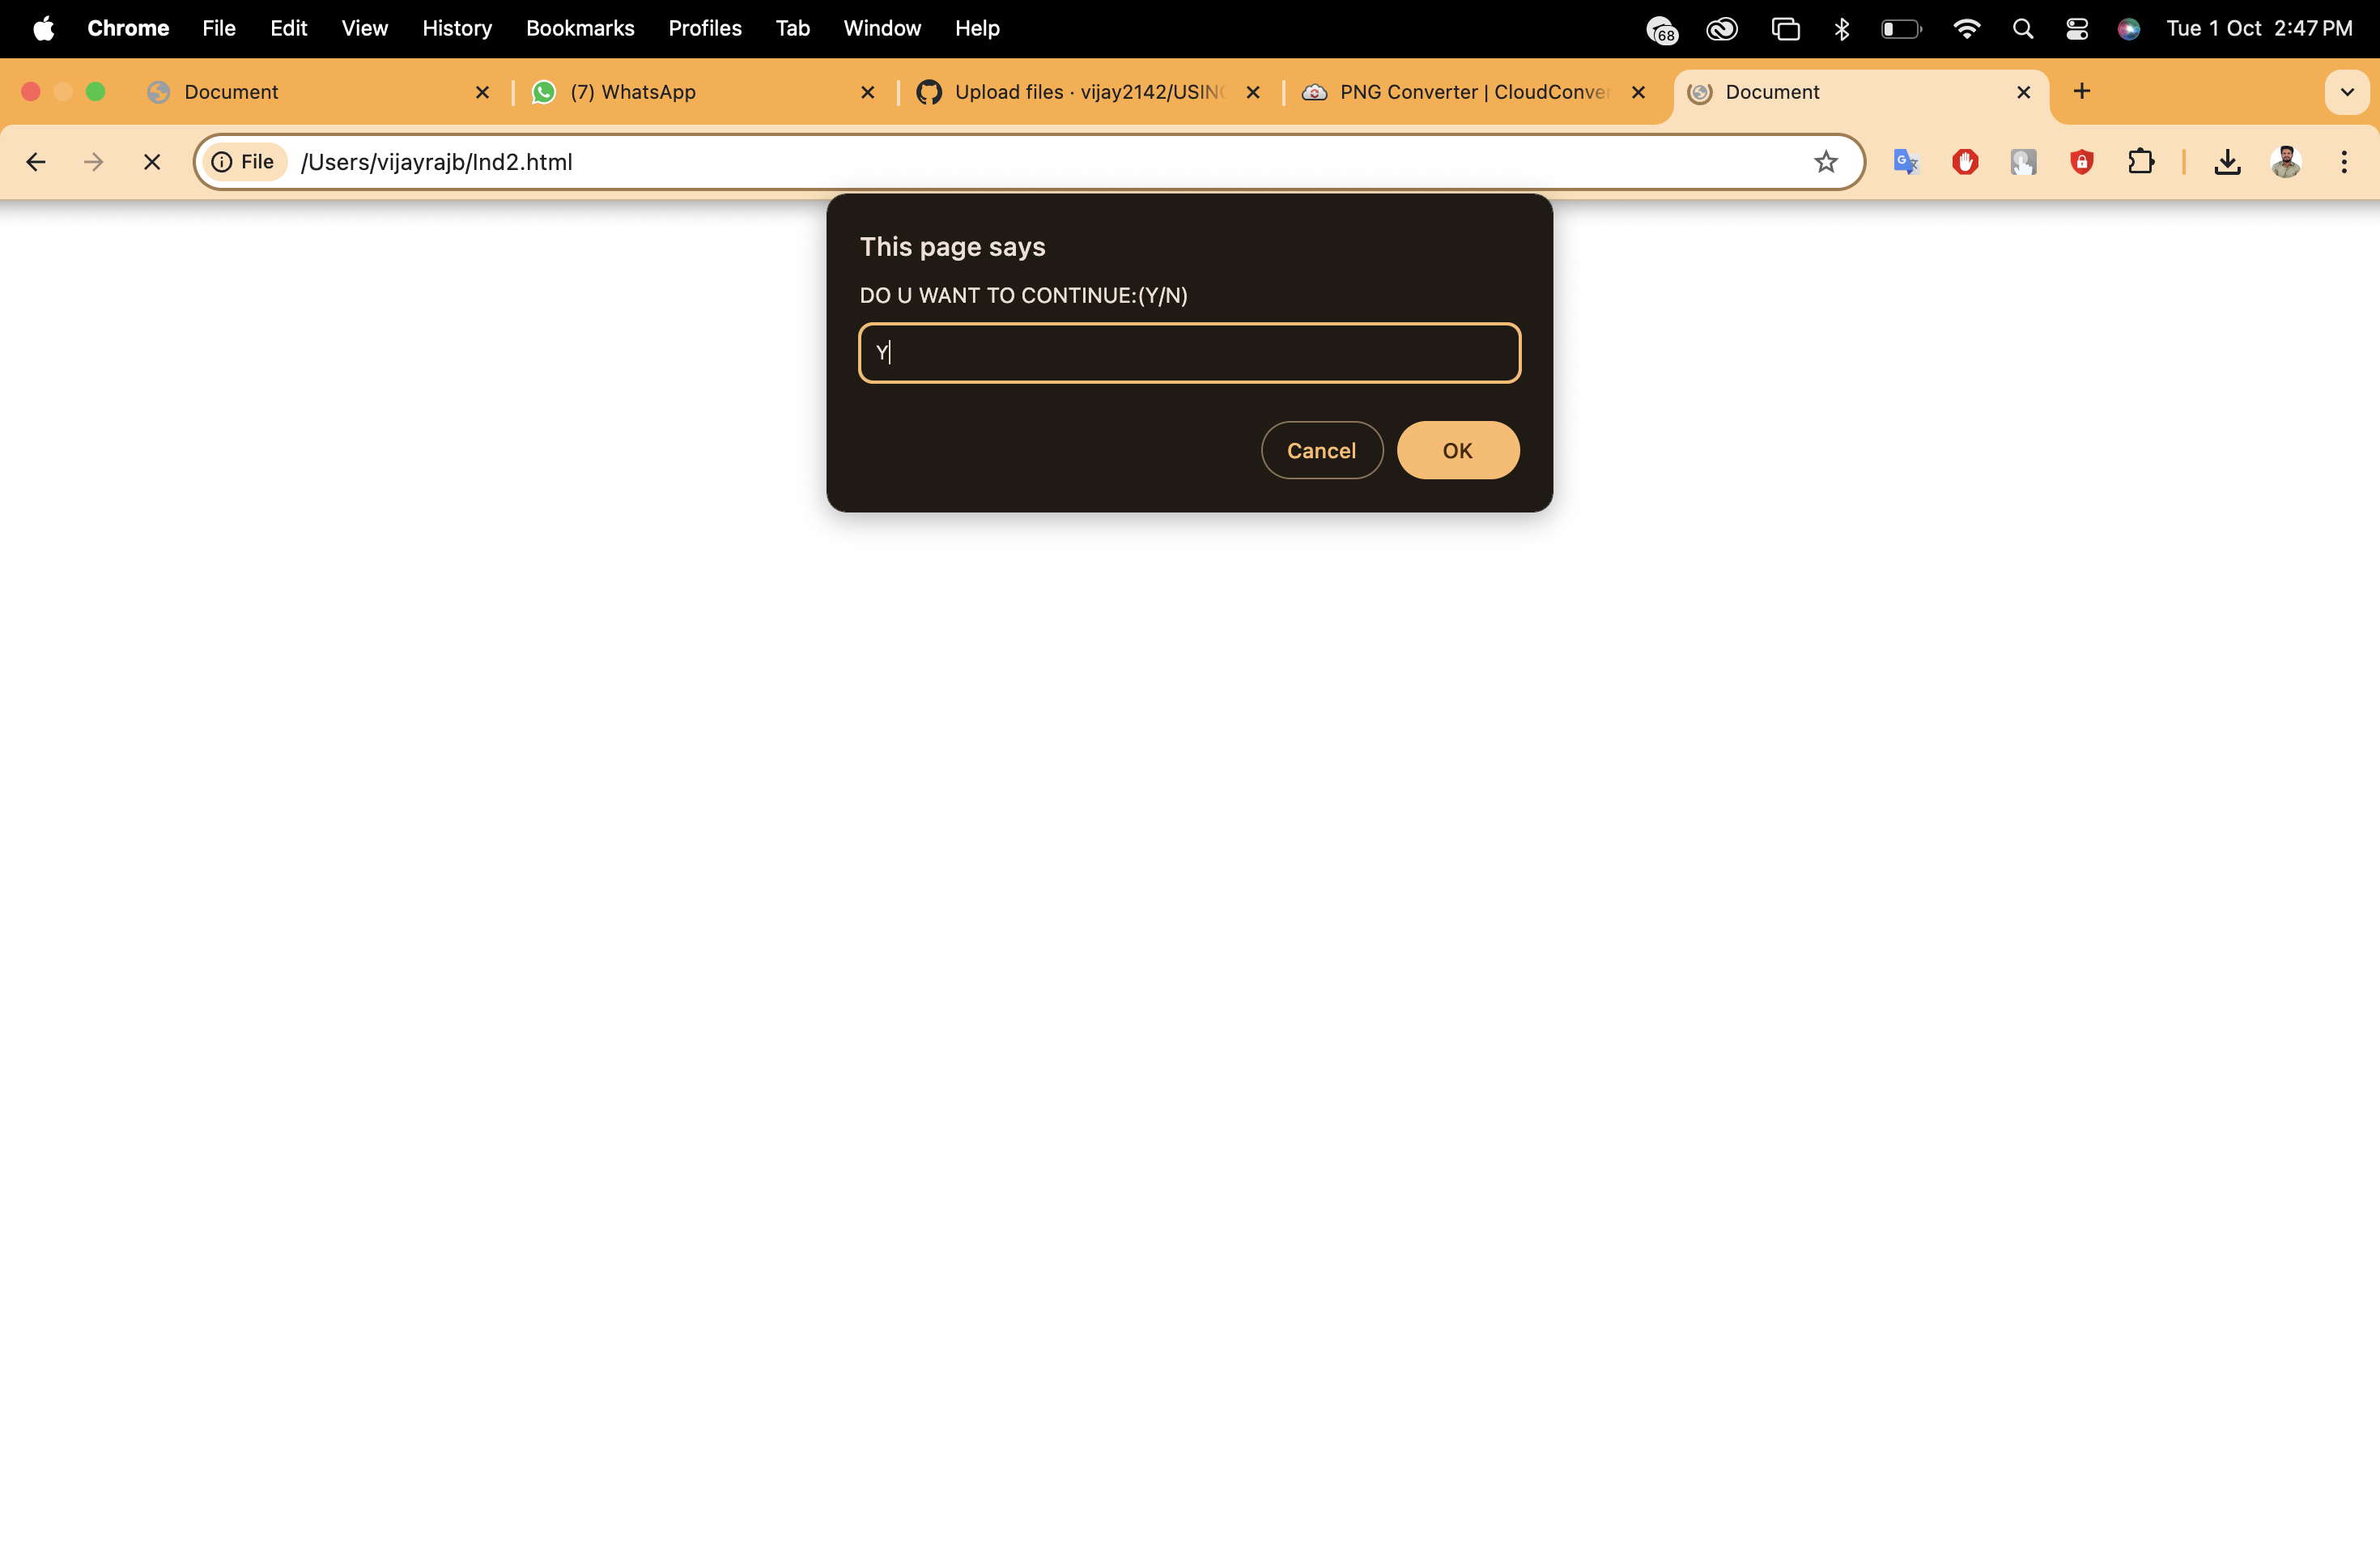 Chrome File Edit View History Bookmarks Profiles Tab Window Help 68 Tue 1 Oct 2:47 PM
Document (7) WhatsApp Upload files · vijay2142/USING PNG Converter | CloudConver Document
File /Users/vijayrajb/Ind2.html
This page says
DO U WANT TO CONTINUE:(Y/N)
Y
Cancel OK